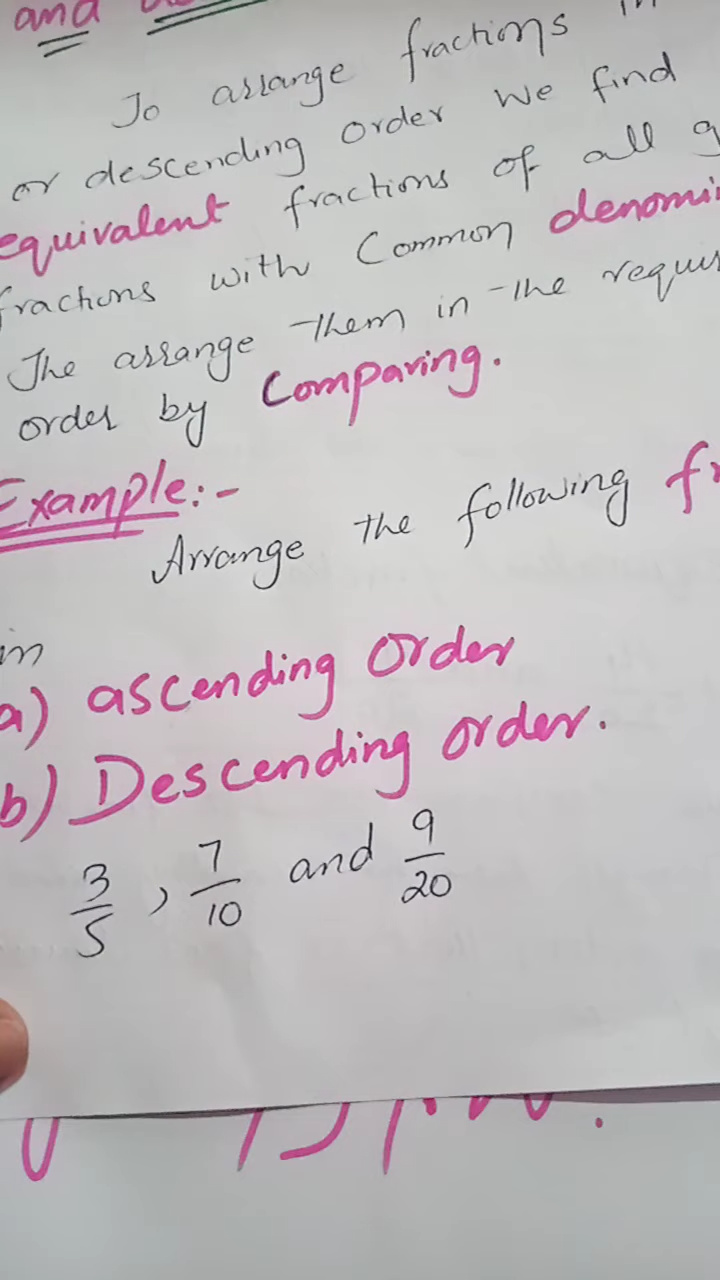 and
To arrange fractions in
or descending order we find
equivalent fractions of all
fractions with Common
The arrange them in the
order by Comparing.
Example:-
Arrange the following
in
a) ascending order
b) Descending order.
3/5 , 7/10 and 9/20